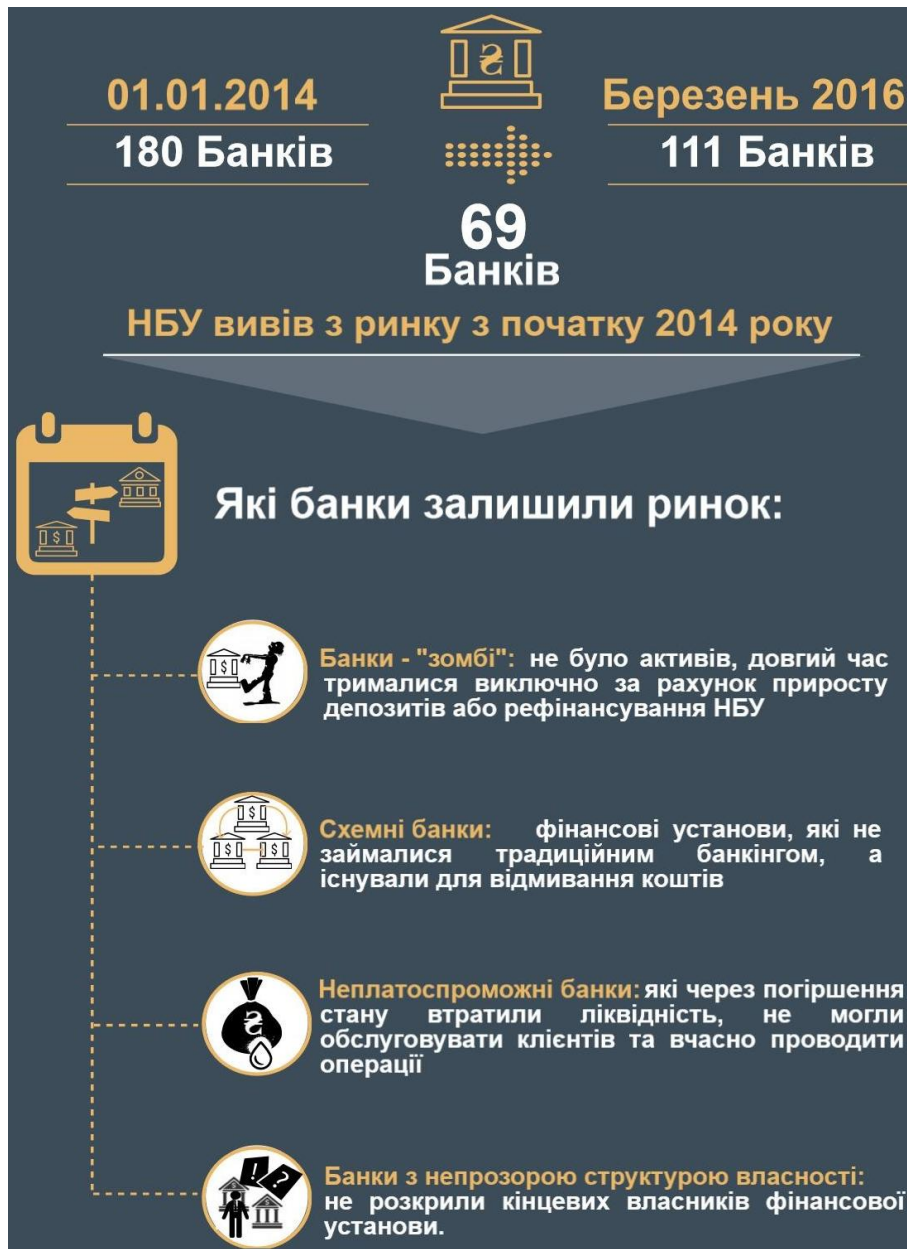 01.01.2014
180 Банків
₴
Березень 2016
111 Банків
69
Банків
НБУ вивів з ринку з початку 2014 року
$
$
Які банки залишили ринок:
$
Банки - "зомбі": не було активів, довгий час
трималися виключно за рахунок приросту
депозитів або рефінансування НБУ
$
$ $
Схемні банки: фінансові установи, які не
займалися традиційним банкінгом, а
існували для відмивання коштів
₴
Неплатоспроможні банки: які через погіршення
стану втратили ліквідність, не могли
обслуговувати клієнтів та вчасно проводити
операції
! ?
Банки з непрозорою структурою власності:
не розкрили кінцевих власників фінансової
установи.